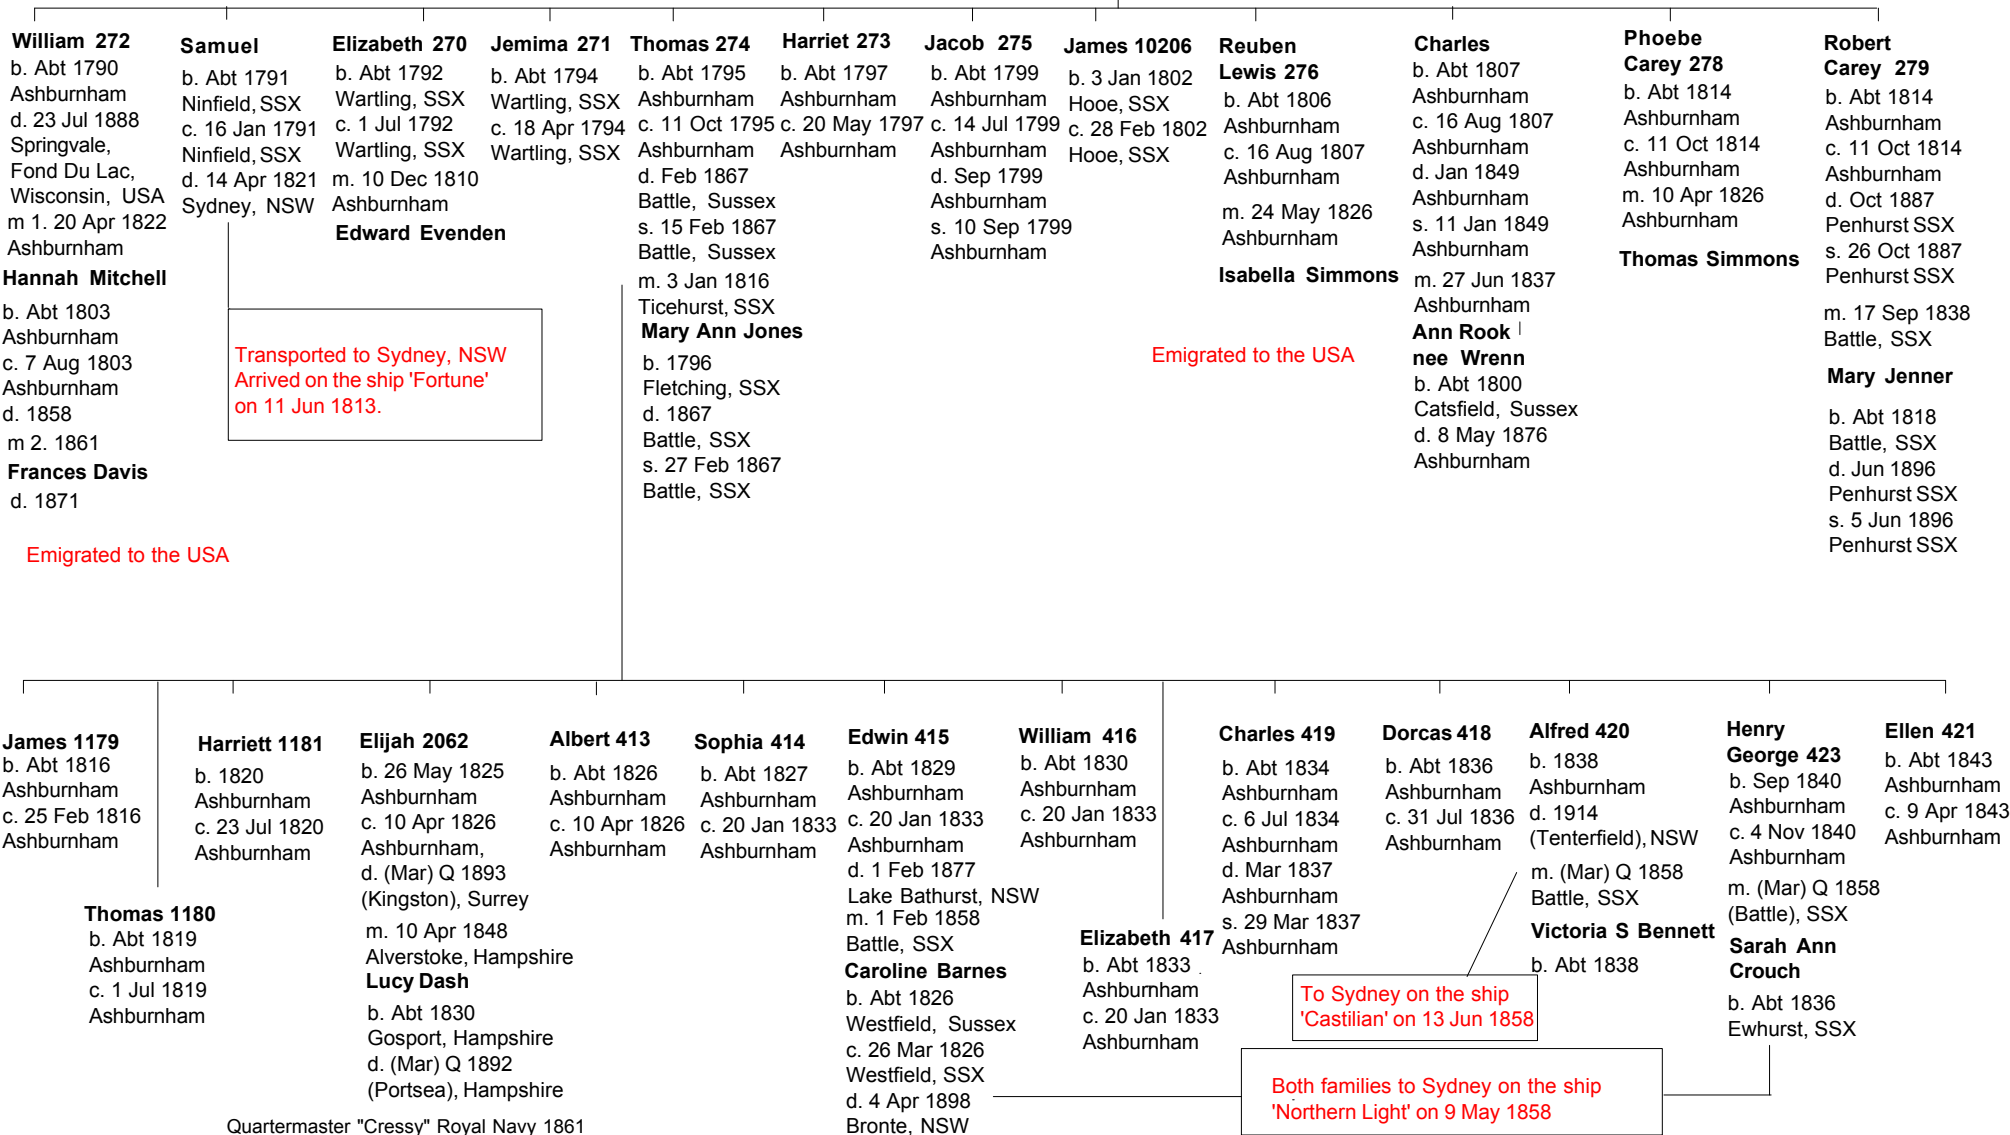 William 272
b. Abt 1790
Ashburnham
d. 23 Jul 1888
Springvale,
Fond Du Lac,
Wisconsin, USA
m 1. 20 Apr 1822
Ashburnham
Hannah Mitchell
b. Abt 1803
Ashburnham
c. 7 Aug 1803
Ashburnham
d. 1858
m 2. 1861
Frances Davis
d. 1871
Emigrated to the USA
Samuel
b. Abt 1791
Ninfield, SSX
c. 16 Jan 1791
Ninfield, SSX
d. 14 Apr 1821
Sydney, NSW
Transported to Sydney, NSW
Arrived on the ship 'Fortune'
on 11 Jun 1813.
Elizabeth 270
b. Abt 1792
Wartling, SSX
c. 1 Jul 1792
Wartling, SSX
m. 10 Dec 1810
Ashburnham
Edward Evenden
Jemima 271
b. Abt 1794
Wartling, SSX
c. 18 Apr 1794
Wartling, SSX
Thomas 274
b. Abt 1795
Ashburnham
c. 11 Oct 1795
Ashburnham
d. Feb 1867
Battle, Sussex
s. 15 Feb 1867
Battle, Sussex
m. 3 Jan 1816
Ticehurst, SSX
Mary Ann Jones
b. 1796
Fletching, SSX
d. 1867
Battle, SSX
s. 27 Feb 1867
Battle, SSX
Harriet 273
b. Abt 1797
Ashburnham
c. 20 May 1797
Ashburnham
Jacob 275
b. Abt 1799
Ashburnham
c. 14 Jul 1799
Ashburnham
d. Sep 1799
Ashburnham
s. 10 Sep 1799
Ashburnham
James 10206
b. 3 Jan 1802
Hooe, SSX
c. 28 Feb 1802
Hooe, SSX
Reuben
Lewis 276
b. Abt 1806
Ashburnham
c. 16 Aug 1807
Ashburnham
m. 24 May 1826
Ashburnham
Isabella Simmons
Emigrated to the USA
Charles
b. Abt 1807
Ashburnham
c. 16 Aug 1807
Ashburnham
d. Jan 1849
Ashburnham
s. 11 Jan 1849
Ashburnham
m. 27 Jun 1837
Ashburnham
Ann Rook
nee Wrenn
b. Abt 1800
Catsfield, Sussex
d. 8 May 1876
Ashburnham
Phoebe
Carey 278
b. Abt 1814
Ashburnham
c. 11 Oct 1814
Ashburnham
m. 10 Apr 1826
Ashburnham
Thomas Simmons
Robert
Carey 279
b. Abt 1814
Ashburnham
c. 11 Oct 1814
Ashburnham
d. Oct 1887
Penhurst SSX
s. 26 Oct 1887
Penhurst SSX
m. 17 Sep 1838
Battle, SSX
Mary Jenner
b. Abt 1818
Battle, SSX
d. Jun 1896
Penhurst SSX
s. 5 Jun 1896
Penhurst SSX
James 1179
b. Abt 1816
Ashburnham
c. 25 Feb 1816
Ashburnham
Thomas 1180
b. Abt 1819
Ashburnham
c. 1 Jul 1819
Ashburnham
Harriett 1181
b. 1820
Ashburnham
c. 23 Jul 1820
Ashburnham
Elijah 2062
b. 26 May 1825
Ashburnham
c. 10 Apr 1826
Ashburnham,
d. (Mar) Q 1893
(Kingston), Surrey
m. 10 Apr 1848
Alverstoke, Hampshire
Lucy Dash
b. Abt 1830
Gosport, Hampshire
d. (Mar) Q 1892
(Portsea), Hampshire
Quartermaster "Cressy" Royal Navy 1861
Albert 413
b. Abt 1826
Ashburnham
c. 10 Apr 1826
Ashburnham
Sophia 414
b. Abt 1827
Ashburnham
c. 20 Jan 1833
Ashburnham
Edwin 415
b. Abt 1829
Ashburnham
c. 20 Jan 1833
Ashburnham
d. 1 Feb 1877
Lake Bathurst, NSW
m. 1 Feb 1858
Battle, SSX
Caroline Barnes
b. Abt 1826
Westfield, Sussex
c. 26 Mar 1826
Westfield, SSX
d. 4 Apr 1898
Bronte, NSW
William 416
b. Abt 1830
Ashburnham
c. 20 Jan 1833
Ashburnham
Elizabeth 417
b. Abt 1833
Ashburnham
c. 20 Jan 1833
Ashburnham
Charles 419
b. Abt 1834
Ashburnham
c. 6 Jul 1834
Ashburnham
d. Mar 1837
Ashburnham
s. 29 Mar 1837
Ashburnham
Dorcas 418
b. Abt 1836
Ashburnham
c. 31 Jul 1836
Ashburnham
Alfred 420
b. 1838
Ashburnham
d. 1914
(Tenterfield), NSW
m. (Mar) Q 1858
Battle, SSX
Victoria S Bennett
b. Abt 1838
To Sydney on the ship
'Castilian' on 13 Jun 1858
Henry
George 423
b. Sep 1840
Ashburnham
c. 4 Nov 1840
Ashburnham
m. (Mar) Q 1858
(Battle), SSX
Sarah Ann
Crouch
b. Abt 1836
Ewhurst, SSX
Both families to Sydney on the ship
'Northern Light' on 9 May 1858
Ellen 421
b. Abt 1843
Ashburnham
c. 9 Apr 1843
Ashburnham